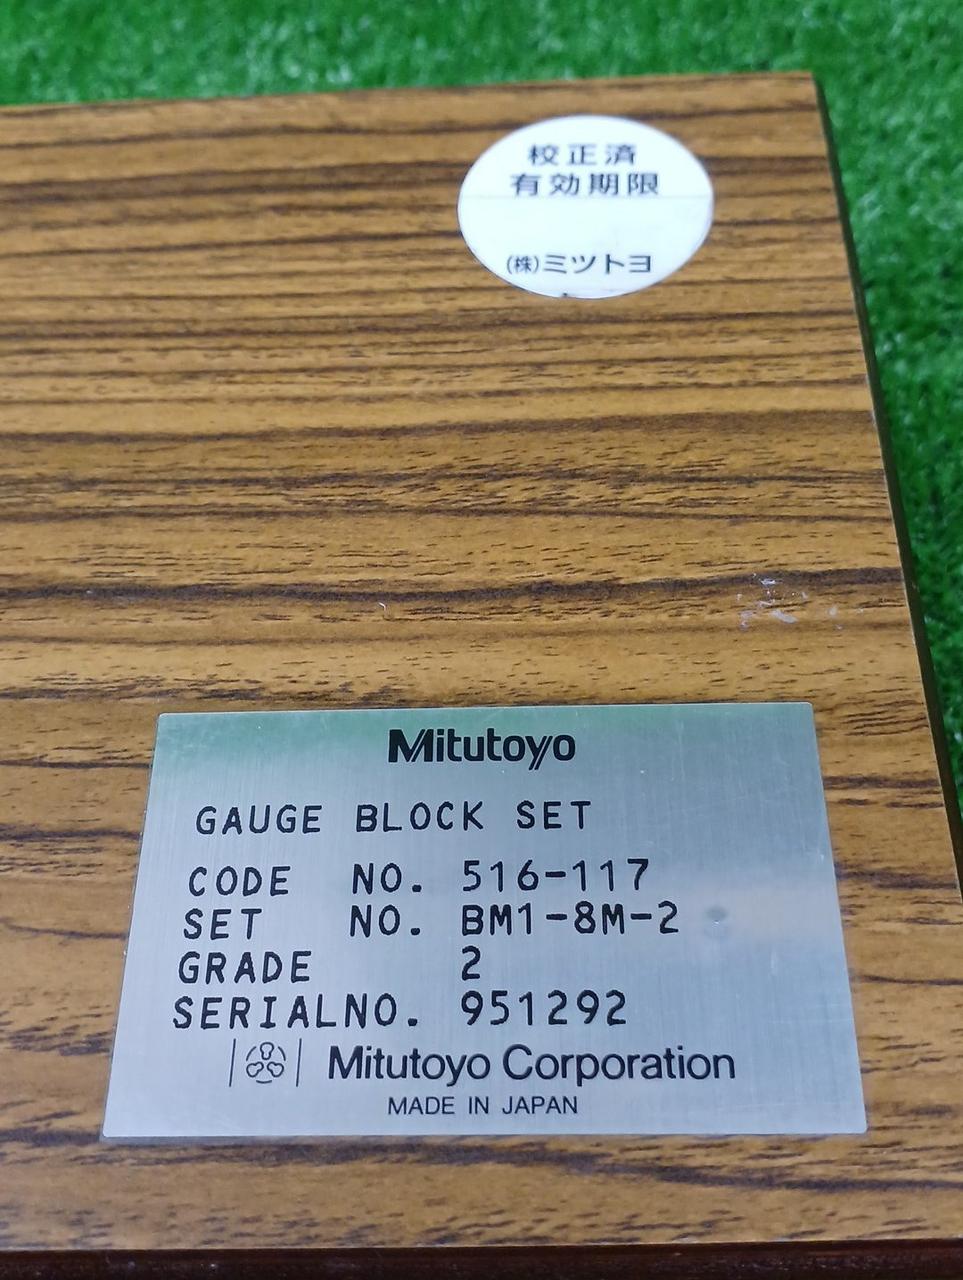 校正済
有効期限
(株)ミツトヨ
Mitutoyo
GAUGE BLOCK SET
CODE NO. 516-117
SET NO. BM1-8M-2
GRADE 2
SERIALNO. 951292
Mitutoyo Corporation
MADE IN JAPAN